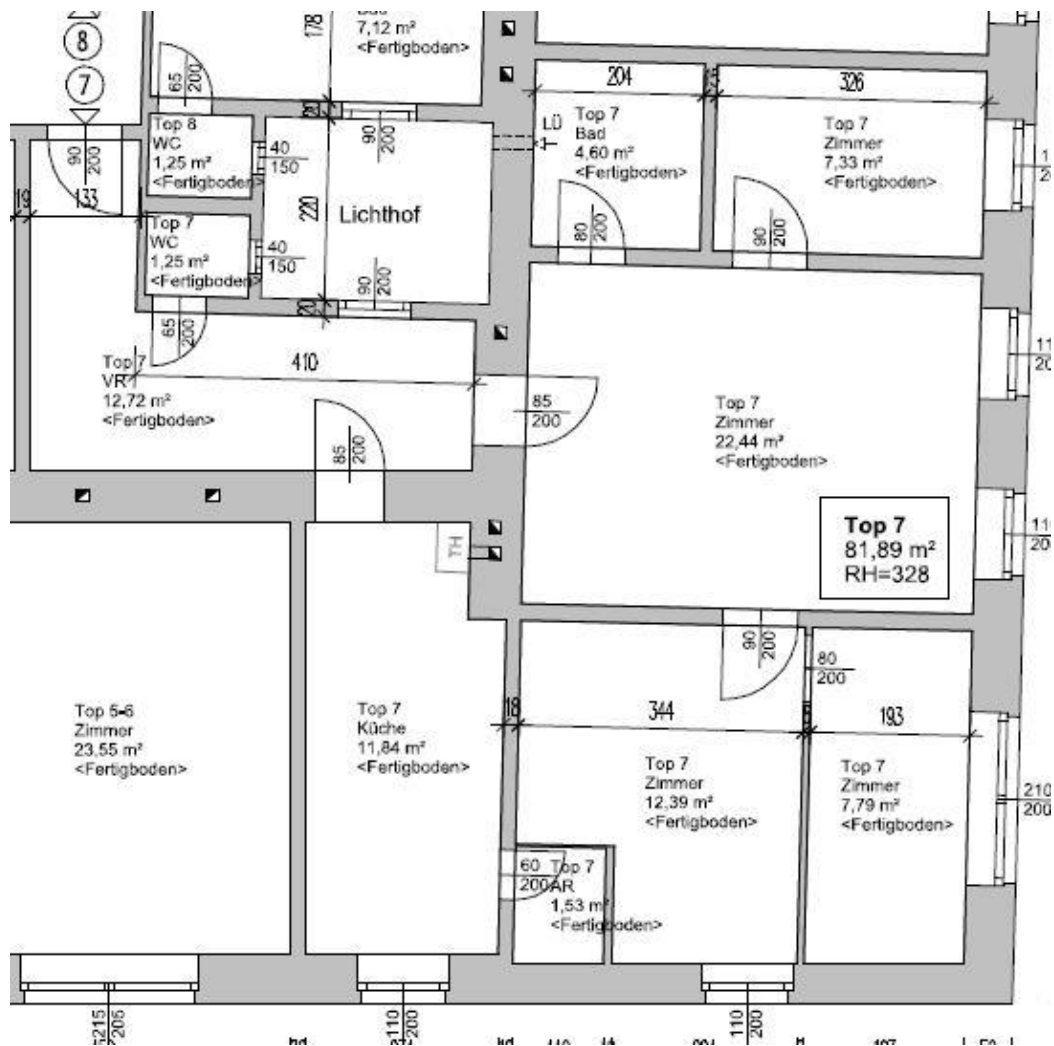 8
7
65
200
178
Bad
7,12 m²
<Fertigboden>
204
326
20
90
200
Top 8
WC
1,25 m²
<Fertigboden>
40
150
LÜ
Top 7
Bad
4,60 m²
<Fertigboden>
Top 7
Zimmer
7,33 m²
<Fertigboden>
90
200
133
220
Lichthof
Top 7
WC
1,25 m²
<Fertigboden>
40
150
80
200
90
200
90
200
20
65
200
Top 7
VR
12,72 m²
<Fertigboden>
410
85
200
85
200
Top 7
Zimmer
22,44 m²
<Fertigboden>
Top 7
81,89 m²
RH=328
TH
90
200
80
200
Top 5-6
Zimmer
23,55 m²
<Fertigboden>
Top 7
Küche
11,84 m²
<Fertigboden>
18
344
193
Top 7
Zimmer
12,39 m²
<Fertigboden>
Top 7
Zimmer
7,79 m²
<Fertigboden>
210
200
60
200
Top 7
AR
1,53 m²
<Fertigboden>
215
205
110
200
110
200